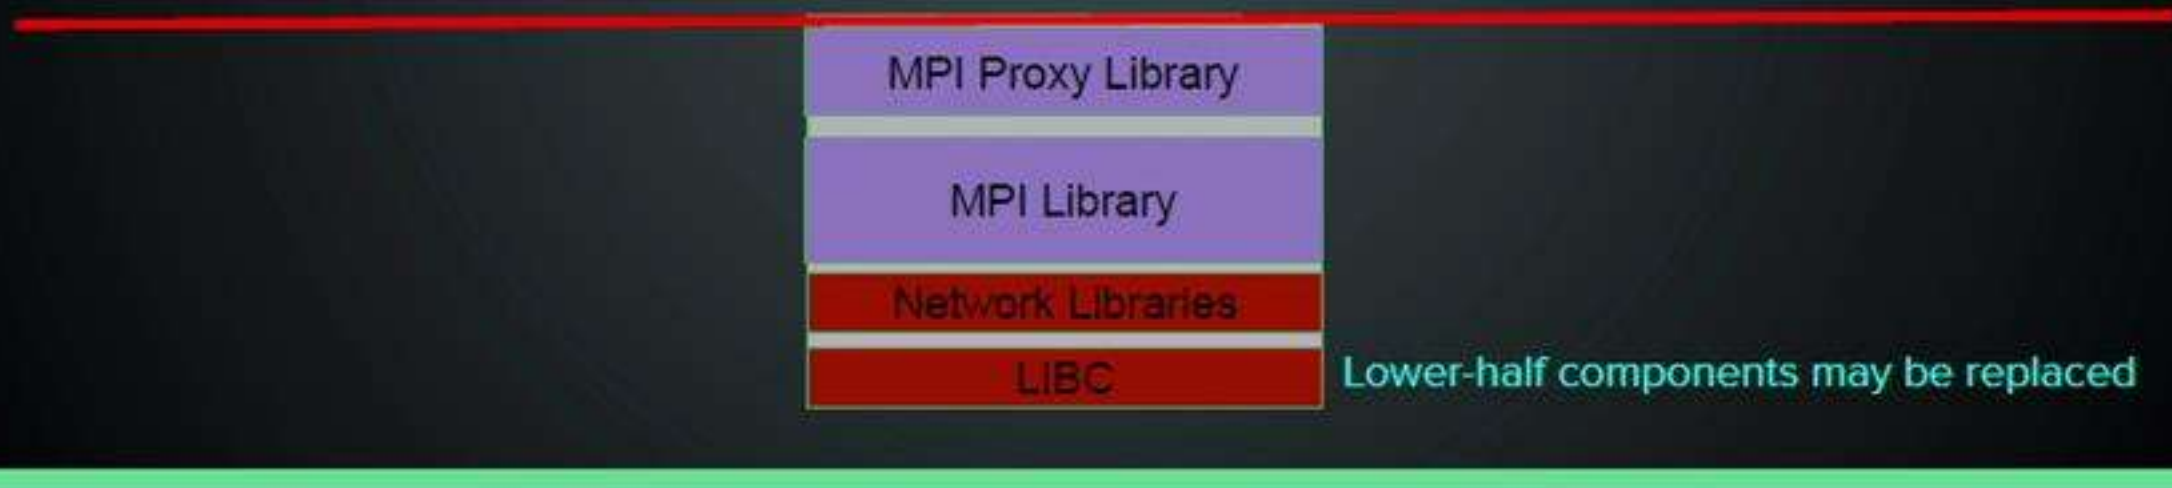 MPI Proxy Library
MPI Library
Network Libraries
LIBC
Lower-half components may be replaced